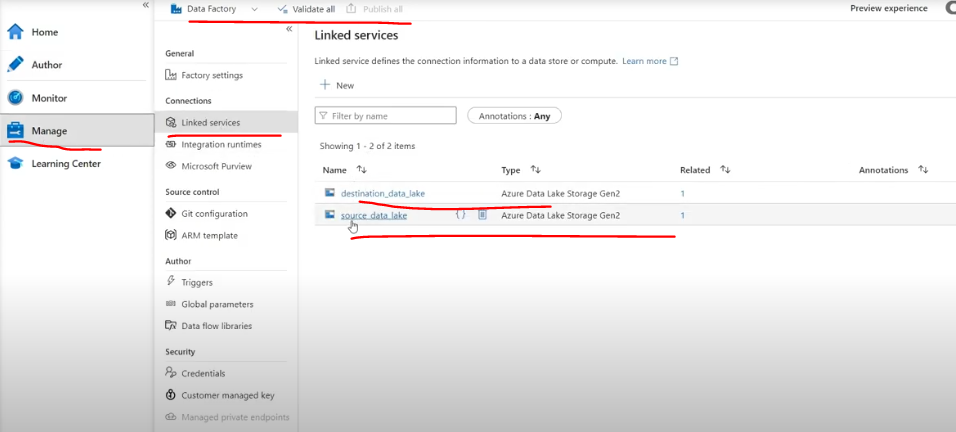 Data Factory
Validate all
Publish all
Preview experience
Home
Author
Monitor
Manage
Learning Center
General
Factory settings
Connections
Linked services
Integration runtimes
Microsoft Purview
Source control
Git configuration
ARM template
Author
Triggers
Global parameters
Data flow libraries
Security
Credentials
Customer managed key
Managed private endpoints
Linked services
Linked service defines the connection information to a data store or compute. Learn more
New
Filter by name
Annotations : Any
Showing 1 - 2 of 2 items
Name Type Related Annotations
destination_data_lake Azure Data Lake Storage Gen2 1
source_data_lake {} Azure Data Lake Storage Gen2 1